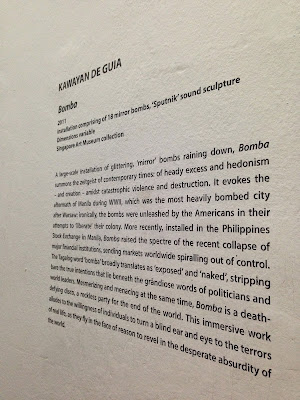 KAWAYAN DE GUIA
Bomba
2011
Installation comprising of 18 mirror bombs, 'Sputnik' sound sculpture
Dimensions variable
Singapore Art Museum collection
A large-scale installation of glittering, 'mirror' bombs raining down, Bomba
summons the zeitgeist of contemporary times: of heady excess and hedonism
– and ennation – amidst catastrophic violence and destruction. It evokes the
aftermath of Manila during WWII, which was the most heavily bombed city
after Warsaw; ironically, the bombs were unleashed by the Americans in their
attempts to 'liberate' their colony. More recently, installed in the Philippines
Stock Exchange in Manila, Bomba raised the spectre of the recent collapse of
major financial institutions, sending markets worldwide spiralling out of control.
The Tagalog word 'bomba' broadly translates as 'exposed' and 'naked', stripping
bare the true intentions that lie beneath the grandiose words of politicians and
world leaders. Mesmerizing and menacing at the same time, Bomba is a death-
defying disco, a reckless party for the end of the world. This immersive work
alludes to the willingness of individuals to turn a blind ear and eye to the terrors
of real life, as they fly in the face of reason to revel in the desperate absurdity of
the world.